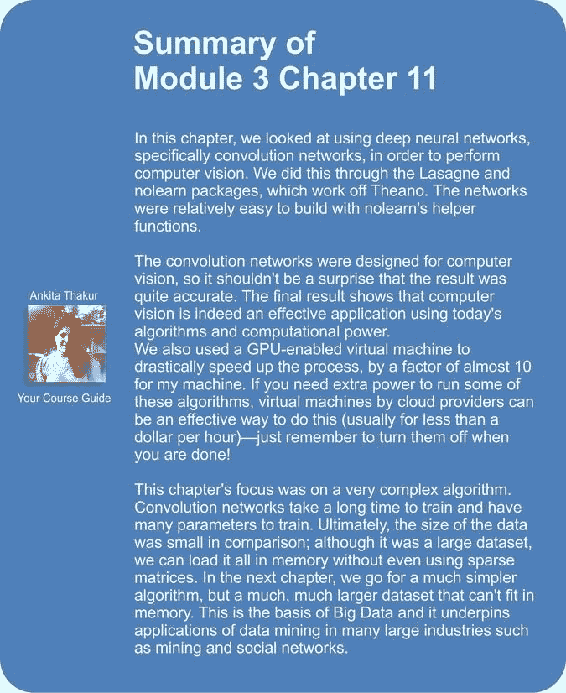 Summary of
Module 3 Chapter 11
In this chapter, we looked at using deep neural networks,
specifically convolution networks, in order to perform
computer vision. We did this through the Lasagne and
nolearn packages, which work off Theano. The networks
were relatively easy to build with nolearn's helper
functions.
The convolution networks were designed for computer
vision, so it shouldn't be a surprise that the result was
quite accurate. The final result shows that computer
vision is indeed an effective application using today's
algorithms and computational power.
We also used a GPU-enabled virtual machine to
drastically speed up the process, by a factor of almost 10
for my machine. If you need extra power to run some of
these algorithms, virtual machines by cloud providers can
be an effective way to do this (usually for less than a
dollar per hour)—just remember to turn them off when
you are done!
This chapter's focus was on a very complex algorithm.
Convolution networks take a long time to train and have
many parameters to train. Ultimately, the size of the data
was small in comparison; although it was a large dataset,
we can load it all in memory without even using sparse
matrices. In the next chapter, we go for a much simpler
algorithm, but a much, much larger dataset that can't fit in
memory. This is the basis of Big Data and it underpins
applications of data mining in many large industries such
as mining and social networks.
Ankita Thakur
Your Course Guide